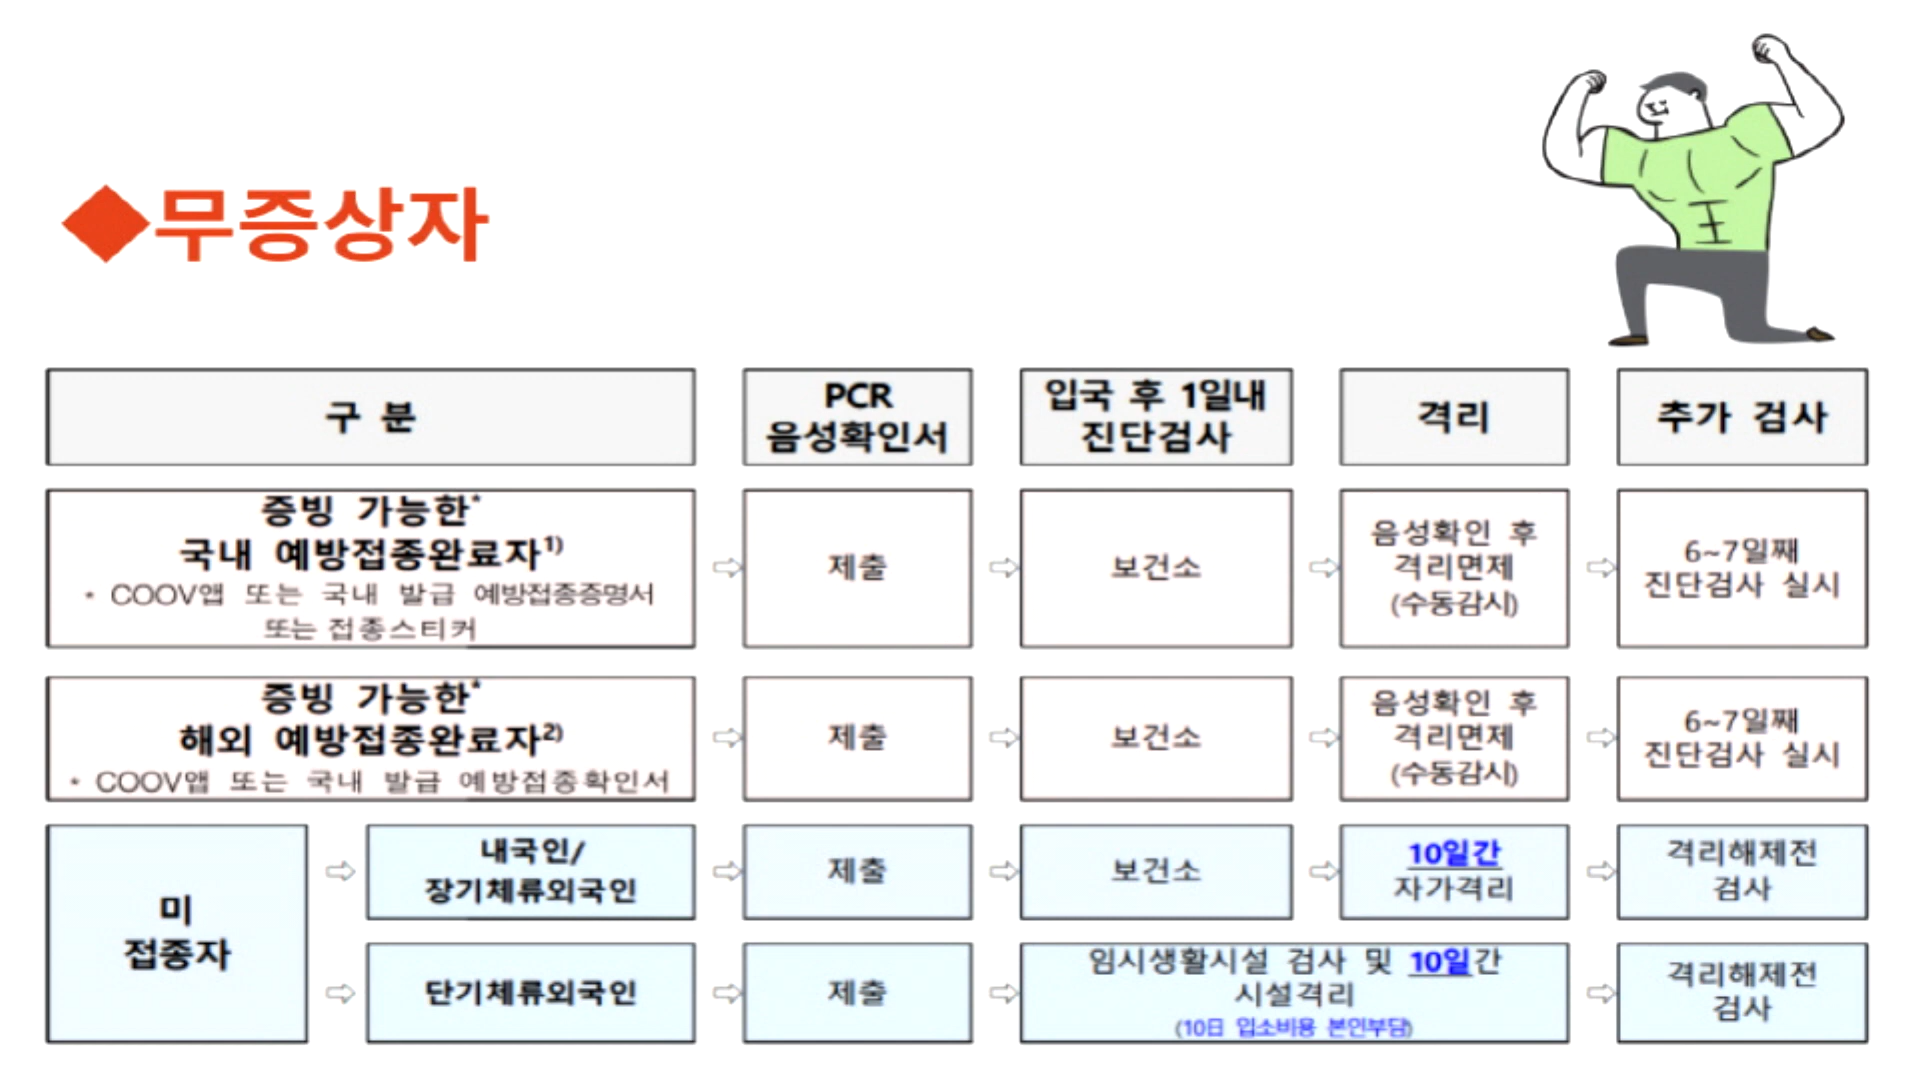 ◆무증상자
구 분
PCR
음성확인서
입국 후 1일내
진단검사
격리
추가 검사
증빙 가능한*
국내 예방접종완료자1)
* COOV앱 또는 국내 발급 예방접종증명서
또는 접종스티커
제출
보건소
음성확인 후
격리면제
(수동감시)
6~7일째
진단검사 실시
증빙 가능한*
해외 예방접종완료자2)
* COOV앱 또는 국내 발급 예방접종확인서
제출
보건소
음성확인 후
격리면제
(수동감시)
6~7일째
진단검사 실시
미
접종자
내국인/
장기체류외국인
제출
보건소
10일간
자가격리
격리해제전
검사
단기체류외국인
제출
임시생활시설 검사 및 10일간
시설격리
(10日 입소비용 본인부담)
격리해제전
검사